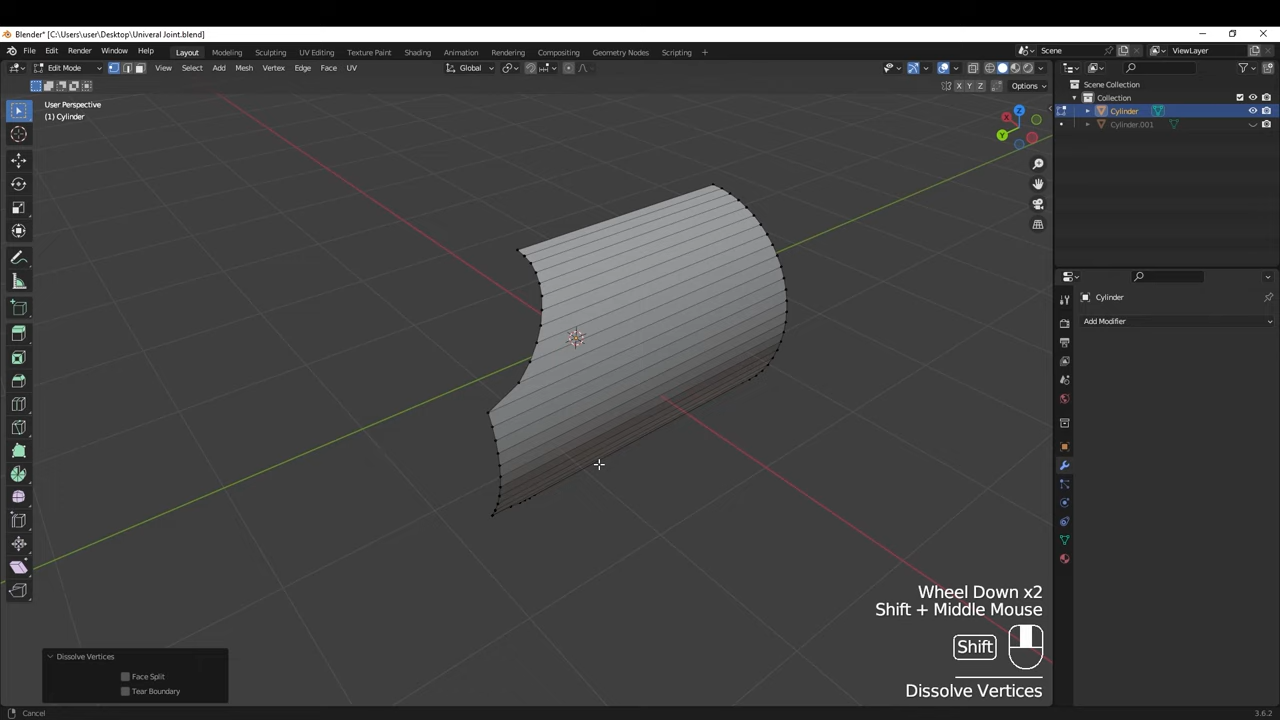 Blender* [C:\Users\user\Desktop\Univeral Joint.blend]
File Edit Render Window Help Layout Modeling Sculpting UV Editing Texture Paint Shading Animation Rendering Compositing Geometry Nodes Scripting + Scene ViewLayer
Edit Mode View Select Add Mesh Vertex Edge Face UV Global
X Y Z Options
User Perspective
(1) Cylinder
Z
X
Y
Scene Collection
Collection
Cylinder
Cylinder.001
Cylinder
Add Modifier
Wheel Down x2
Shift + Middle Mouse
Shift
Dissolve Vertices
Dissolve Vertices
Face Split
Tear Boundary
Cancel
3.6.2